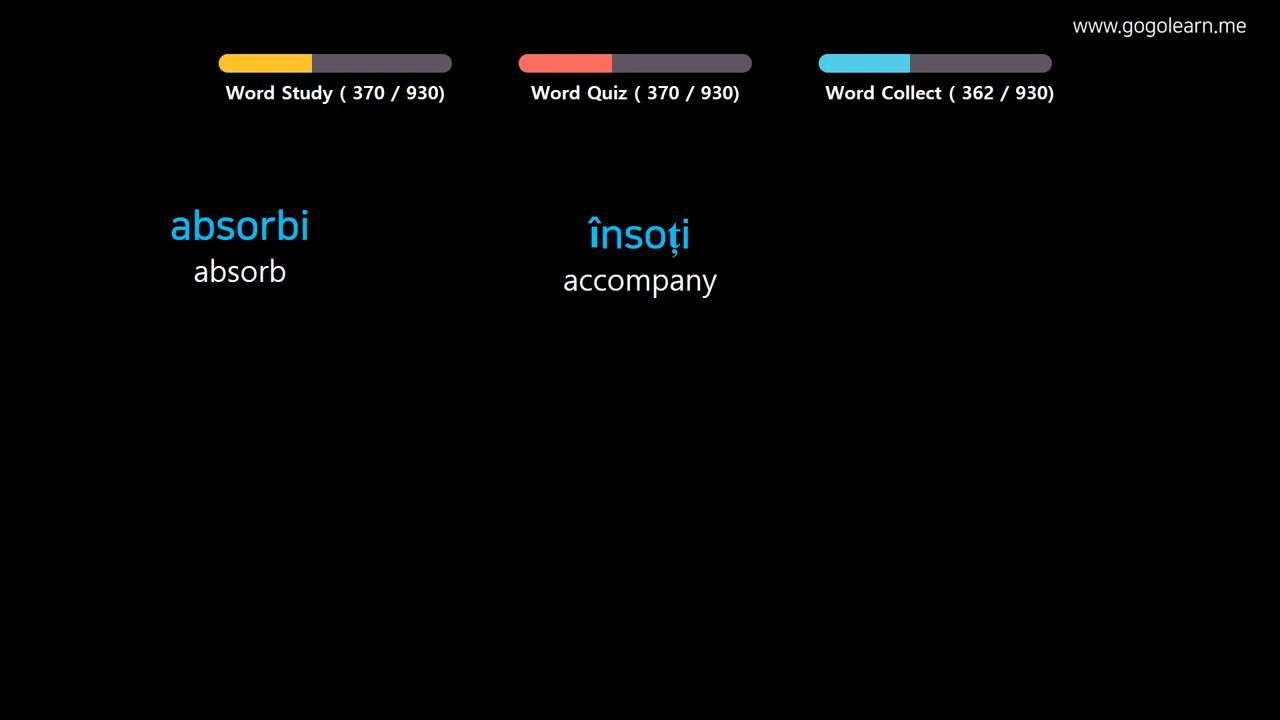 www.gogolearn.me
Word Study ( 370 / 930)
Word Quiz ( 370 / 930)
Word Collect ( 362 / 930)
absorbi
absorb
însoți
accompany